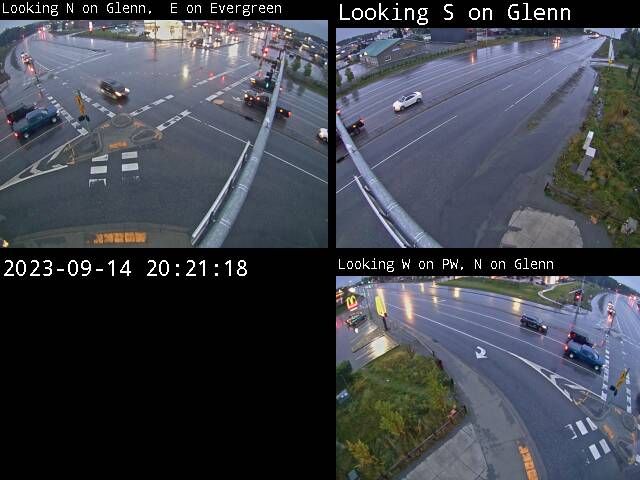 Looking N on Glenn,  E on Evergreen
Looking S on Glenn
2023-09-14 20:21:18
Looking W on PW, N on Glenn